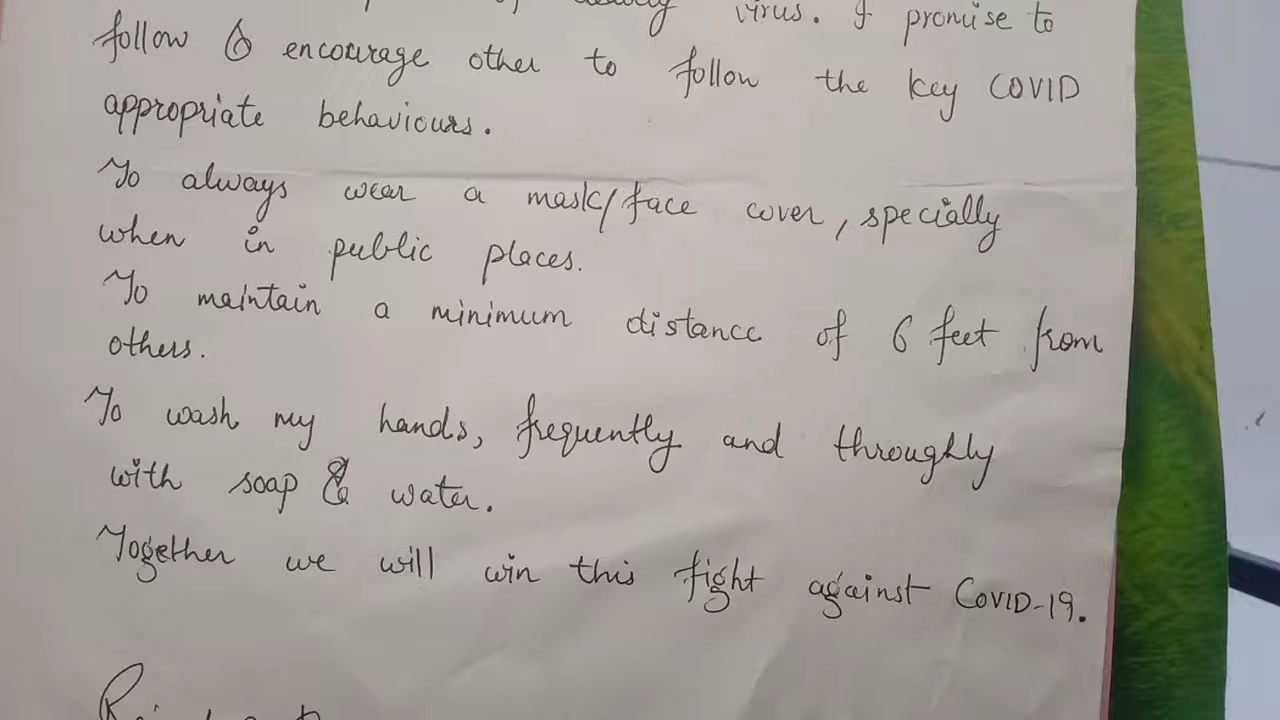 virus. I promise to
follow & encourage other to follow the key COVID
appropriate behaviours.
To always wear a mask/face cover, specially
when in public places.
To maintain a minimum distance of 6 feet from
others.
To wash my hands, frequently and throughly
with soap & water.
Together we will win this fight against COVID-19.